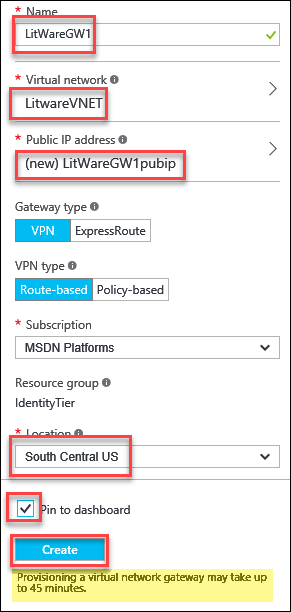 * Name
LitWareGW1
* Virtual network
LitwareVNET
* Public IP address
(new) LitWareGW1pubip
Gateway type
VPN ExpressRoute
VPN type
Route-based Policy-based
* Subscription
MSDN Platforms
Resource group
IdentityTier
* Location
South Central US
Pin to dashboard
Create
Provisioning a virtual network gateway may take up
to 45 minutes.